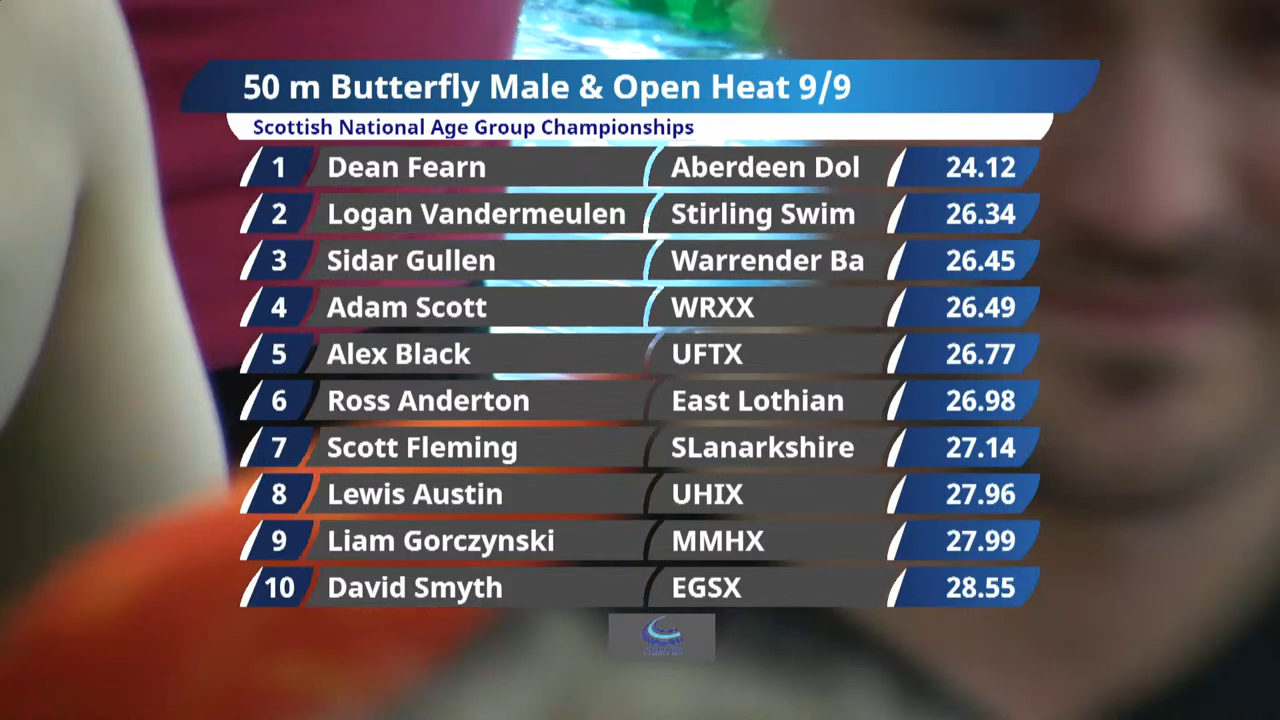 50 m Butterfly Male & Open Heat 9/9
Scottish National Age Group Championships
1 Dean Fearn Aberdeen Dol 24.12
2 Logan Vandermeulen Stirling Swim 26.34
3 Sidar Gullen Warrender Ba 26.45
4 Adam Scott WRXX 26.49
5 Alex Black UFTX 26.77
6 Ross Anderton East Lothian 26.98
7 Scott Fleming SLanarkshire 27.14
8 Lewis Austin UHIX 27.96
9 Liam Gorczynski MMHX 27.99
10 David Smyth EGSX 28.55